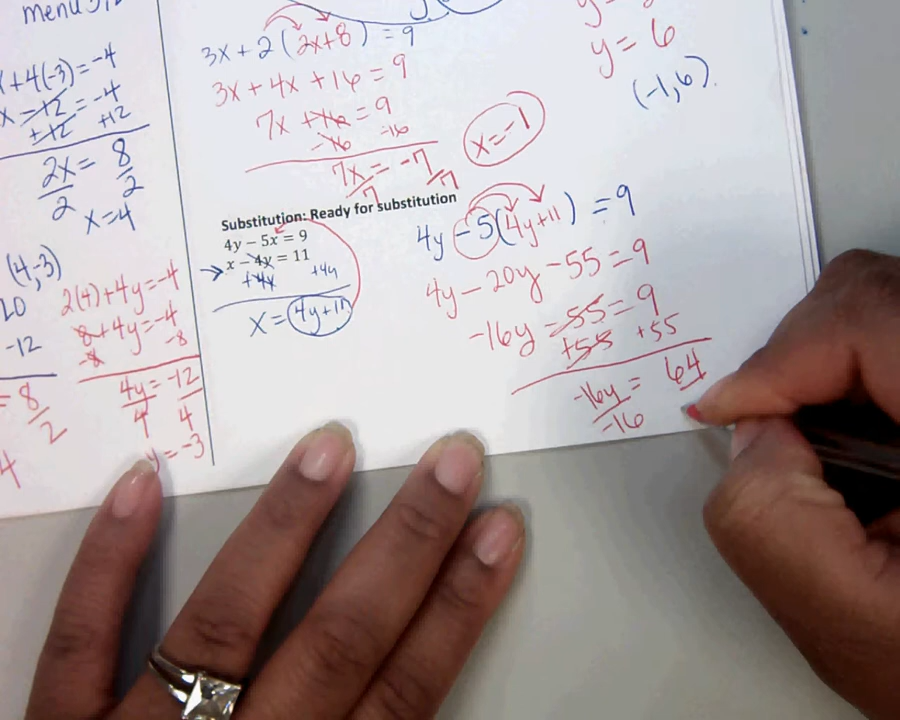 menu
3x + 2(2x+8) = 9
3x + 4x + 16 = 9
7x + 16 = 9
-16 -16
7x = -7
7 7
x = -1
y = 6
(-1, 6)
x + 4(-3) = -4
x - 12 = -4
+12 +12
2x = 8
2 2
x = 4
(4, -3)
20
-12
= 8
2
4
2(4) + 4y = -4
8 + 4y = -4
-8 -8
4y = -12
4 4
y = -3
Substitution: Ready for substitution
4y – 5x = 9
x – 4y = 11
+4y +4y
x = 4y+11
4y - 5(4y+11) = 9
4y - 20y - 55 = 9
-16y - 55 = 9
+55 +55
-16y = 64
-16